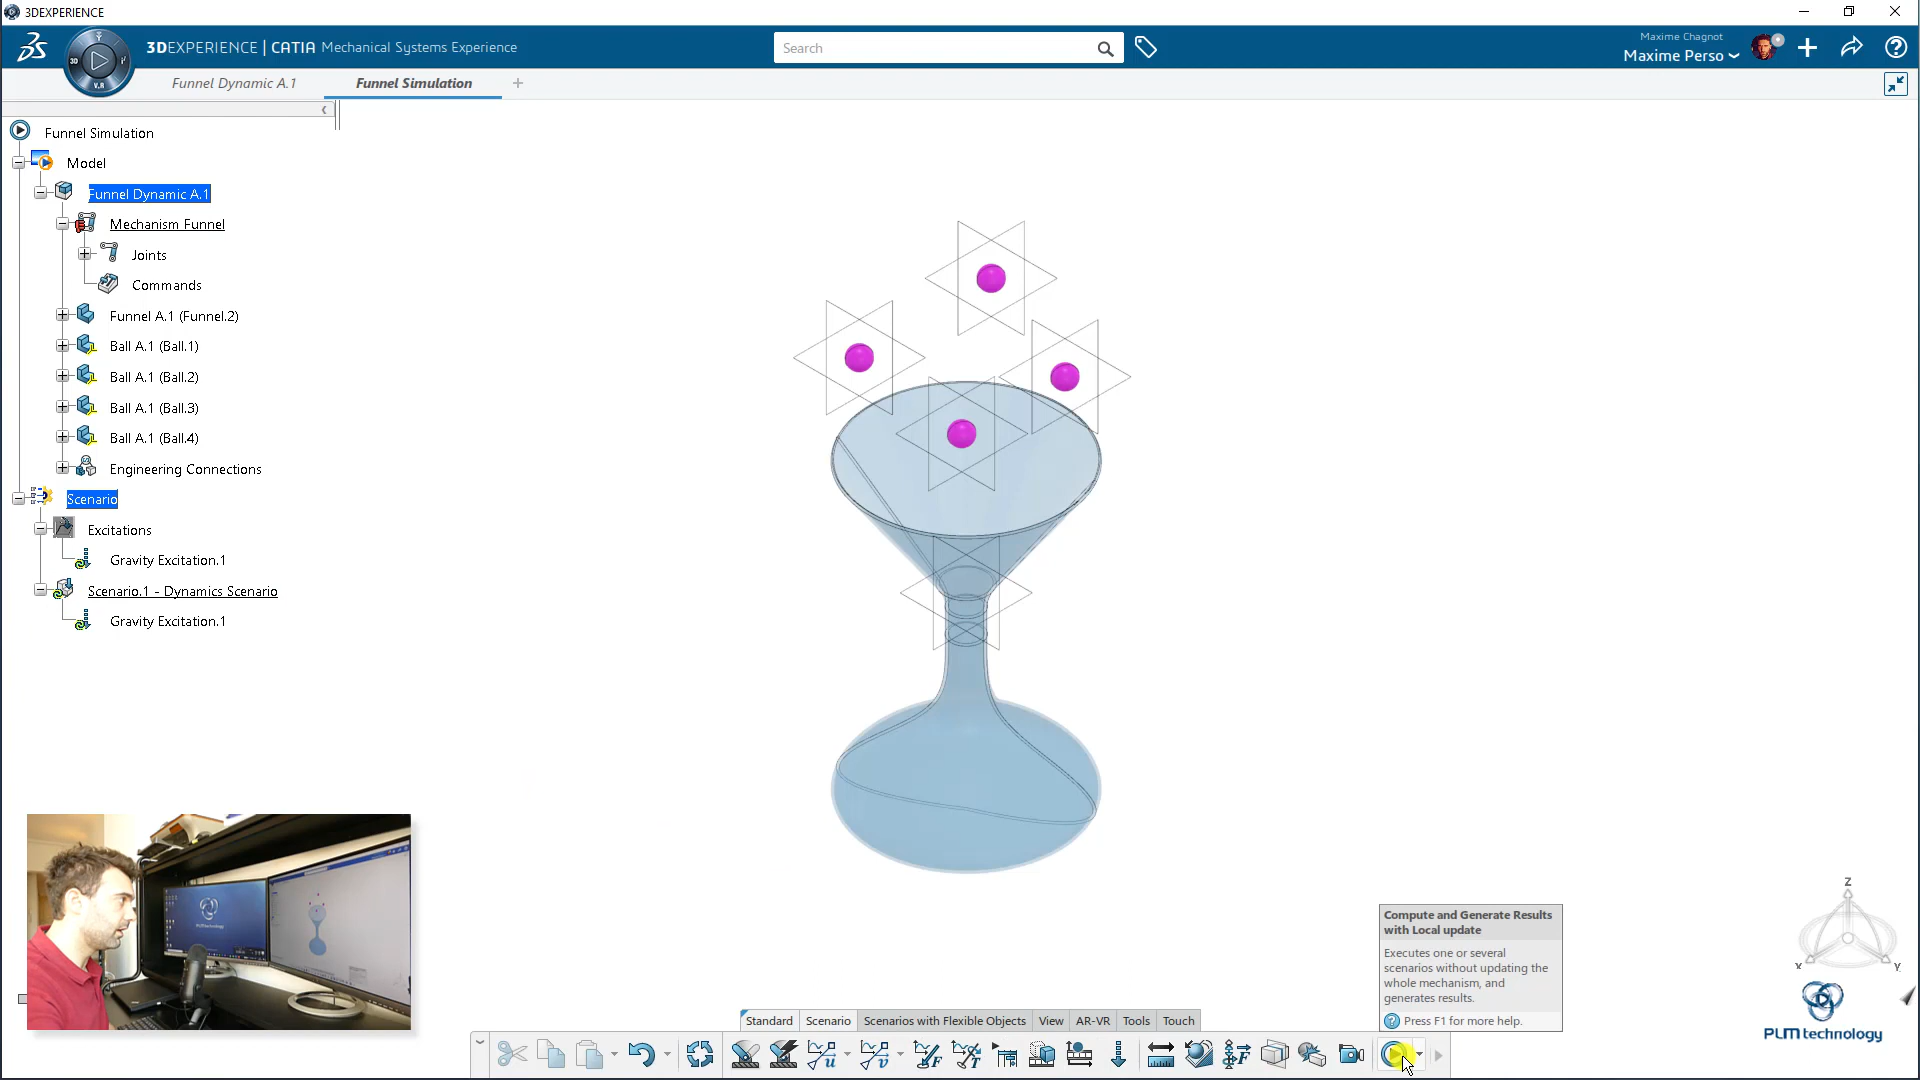 3DEXPERIENCE
3DEXPERIENCE | CATIA Mechanical Systems Experience
Search
Maxime Chagnot
Maxime Perso
3D
V.R
Funnel Dynamic A.1
Funnel Simulation
Funnel Simulation
Model
Funnel Dynamic A.1
Mechanism Funnel
Joints
Commands
Funnel A.1 (Funnel.2)
Ball A.1 (Ball.1)
Ball A.1 (Ball.2)
Ball A.1 (Ball.3)
Ball A.1 (Ball.4)
Engineering Connections
Scenario
Excitations
Gravity Excitation.1
Scenario.1 - Dynamics Scenario
Gravity Excitation.1
PLMtechnology
Compute and Generate Results
with Local update
Executes one or several
scenarios without updating the
whole mechanism, and
generates results.
Press F1 for more help.
Z
X
Y
PLMtechnology
Standard
Scenario
Scenarios with Flexible Objects
View
AR-VR
Tools
Touch